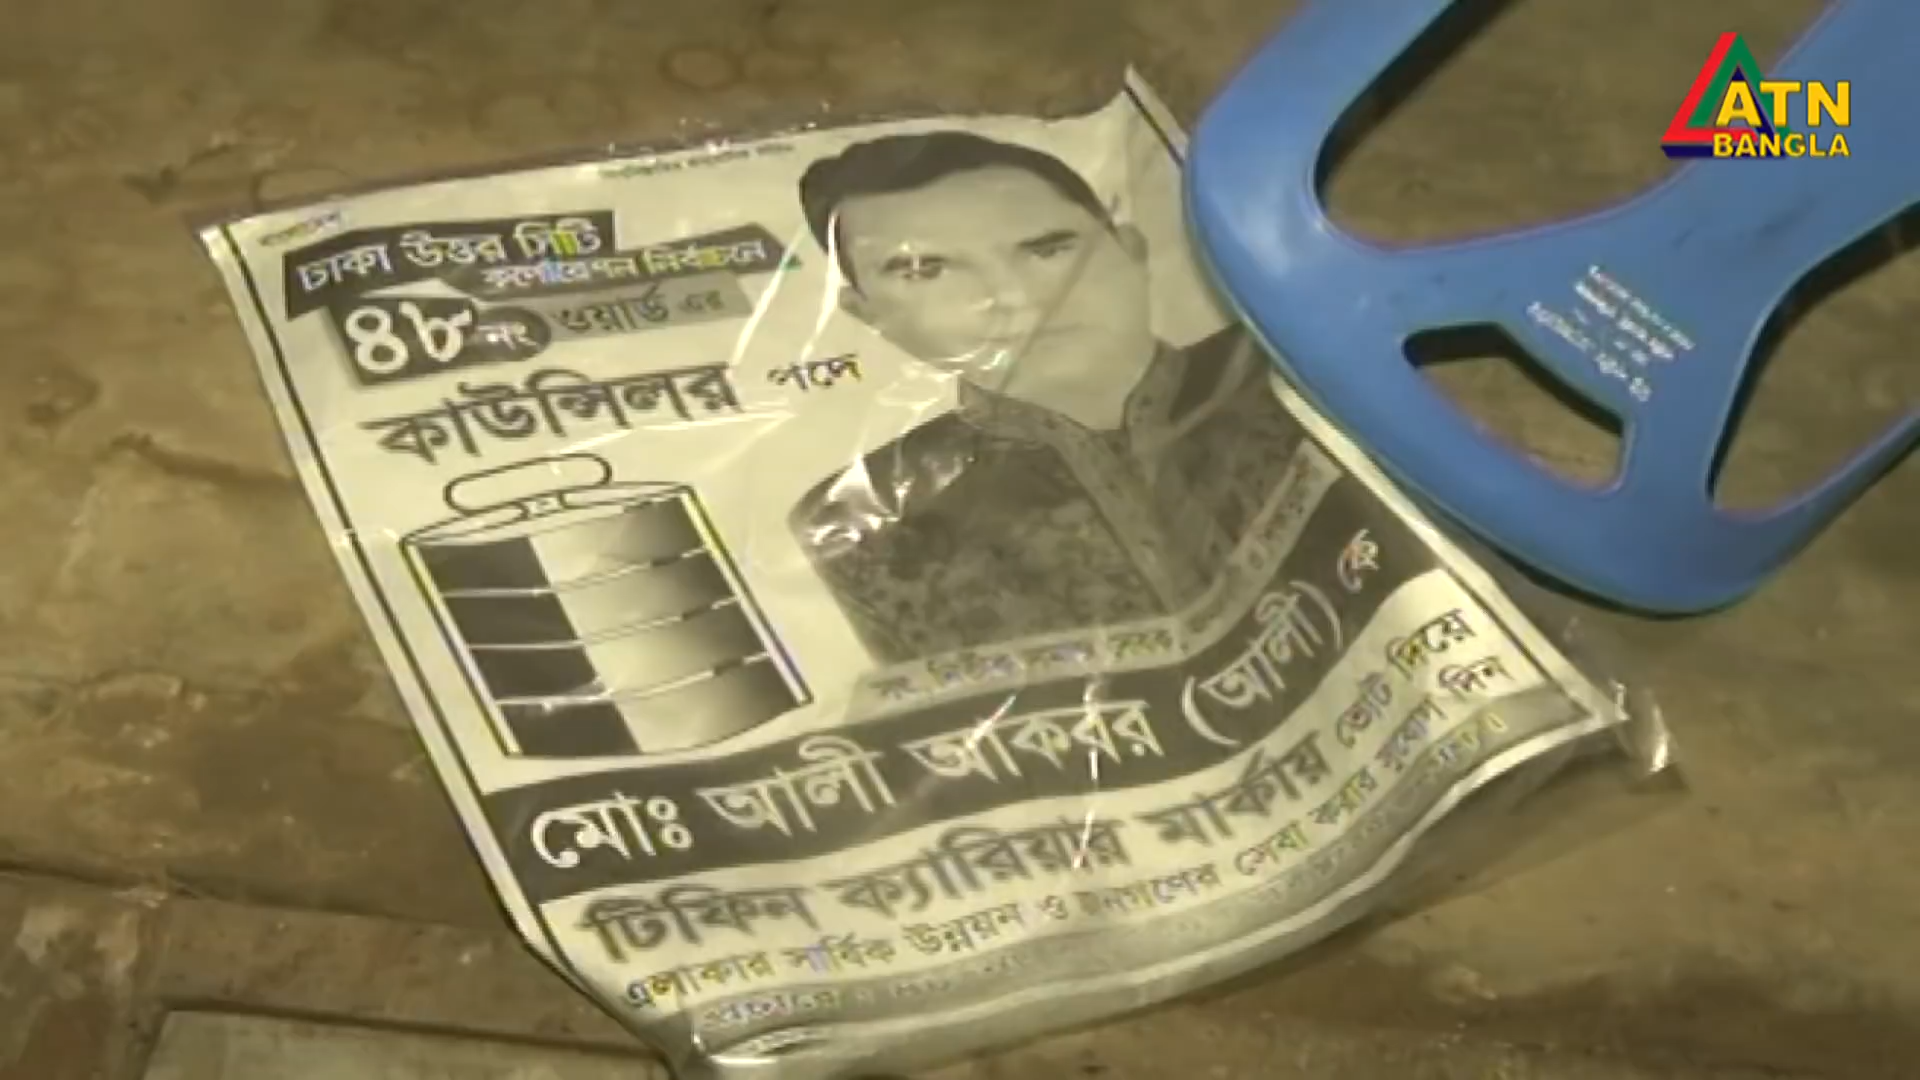 ATN
BANGLA
ঢাকা উত্তর সিটি
কর্পোরেশন নির্বাচনে
৪৮ নং ওয়ার্ড এর
কাউন্সিলর পদে
মোঃ আলী আকবর (আলী) কে
টিফিন ক্যারিয়ার মার্কায় ভোট দিয়ে
এলাকার সার্বিক উন্নয়ন ও জনগণের সেবা করার সুযোগ দিন